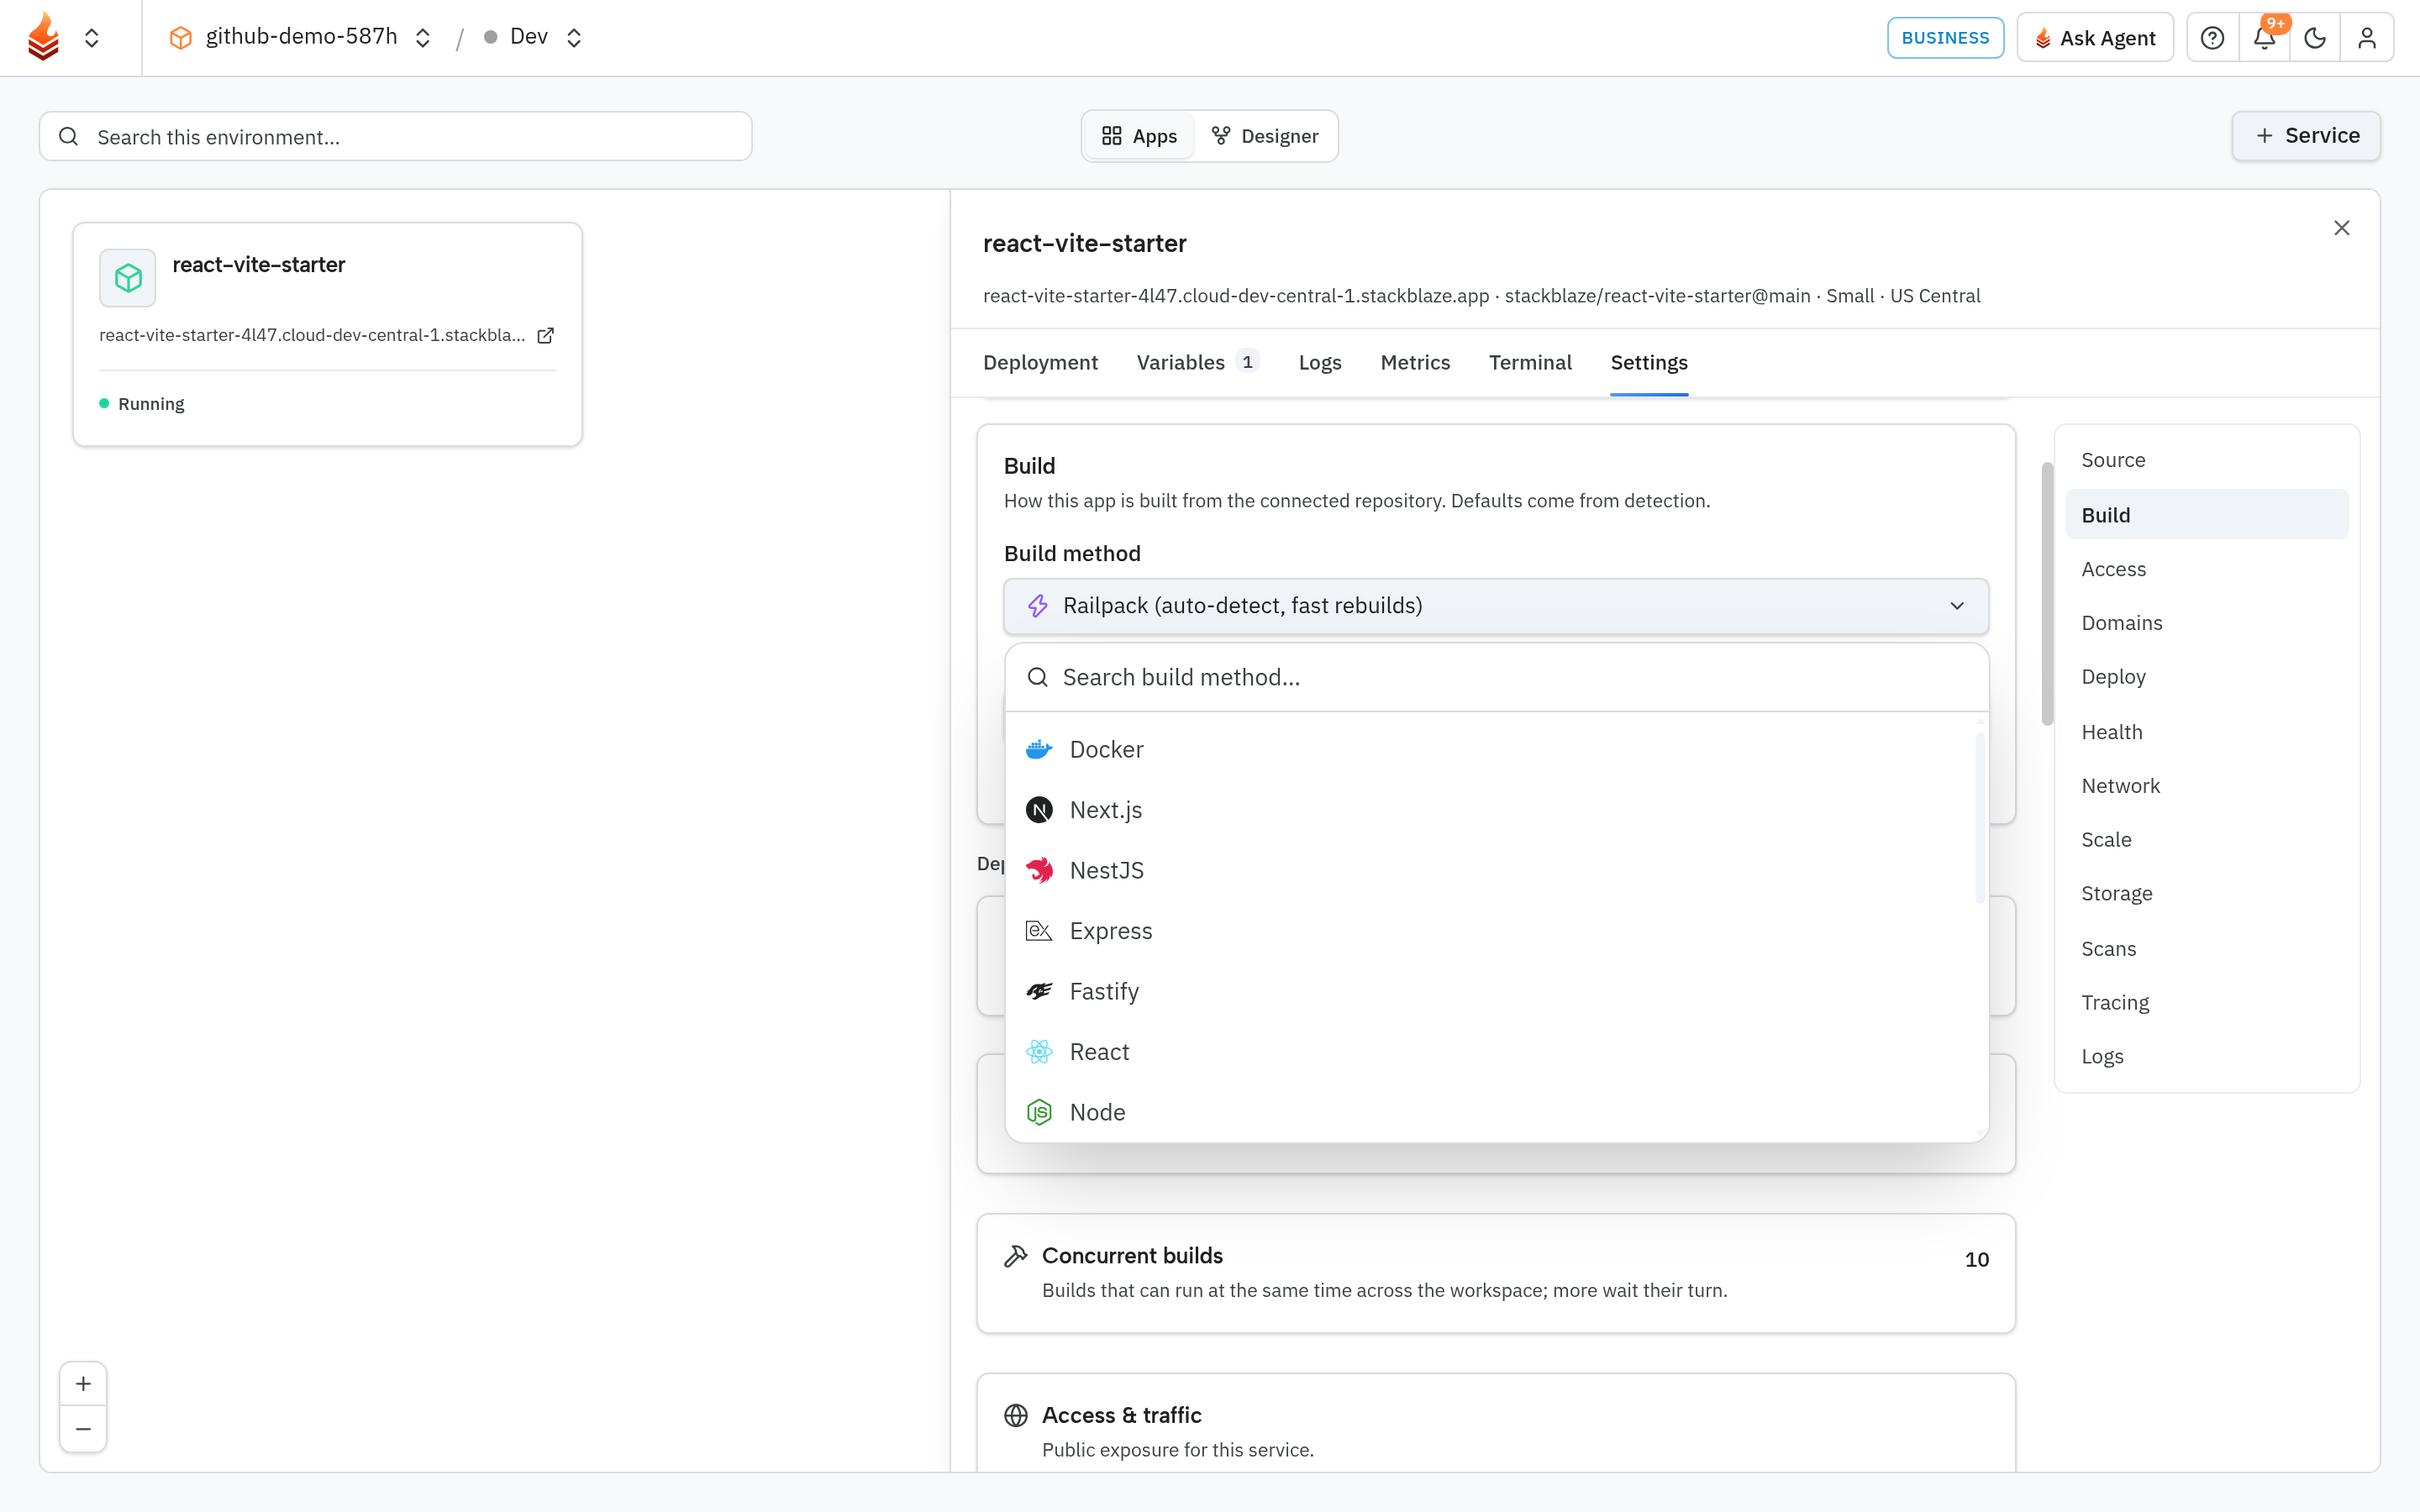 github-demo-587h / Dev
BUSINESS
Ask Agent
9+
Search this environment...
Apps
Designer
+ Service
react-vite-starter
react-vite-starter-4l47.cloud-dev-central-1.stackbla...
Running
react-vite-starter
react-vite-starter-4l47.cloud-dev-central-1.stackblaze.app · stackblaze/react-vite-starter@main · Small · US Central
Deployment
Variables 1
Logs
Metrics
Terminal
Settings
Build
How this app is built from the connected repository. Defaults come from detection.
Build method
Railpack (auto-detect, fast rebuilds)
Search build method...
Docker
Next.js
NestJS
Express
Fastify
React
Node
Concurrent builds
10
Builds that can run at the same time across the workspace; more wait their turn.
Access & traffic
Public exposure for this service.
Source
Build
Access
Domains
Deploy
Health
Network
Scale
Storage
Scans
Tracing
Logs